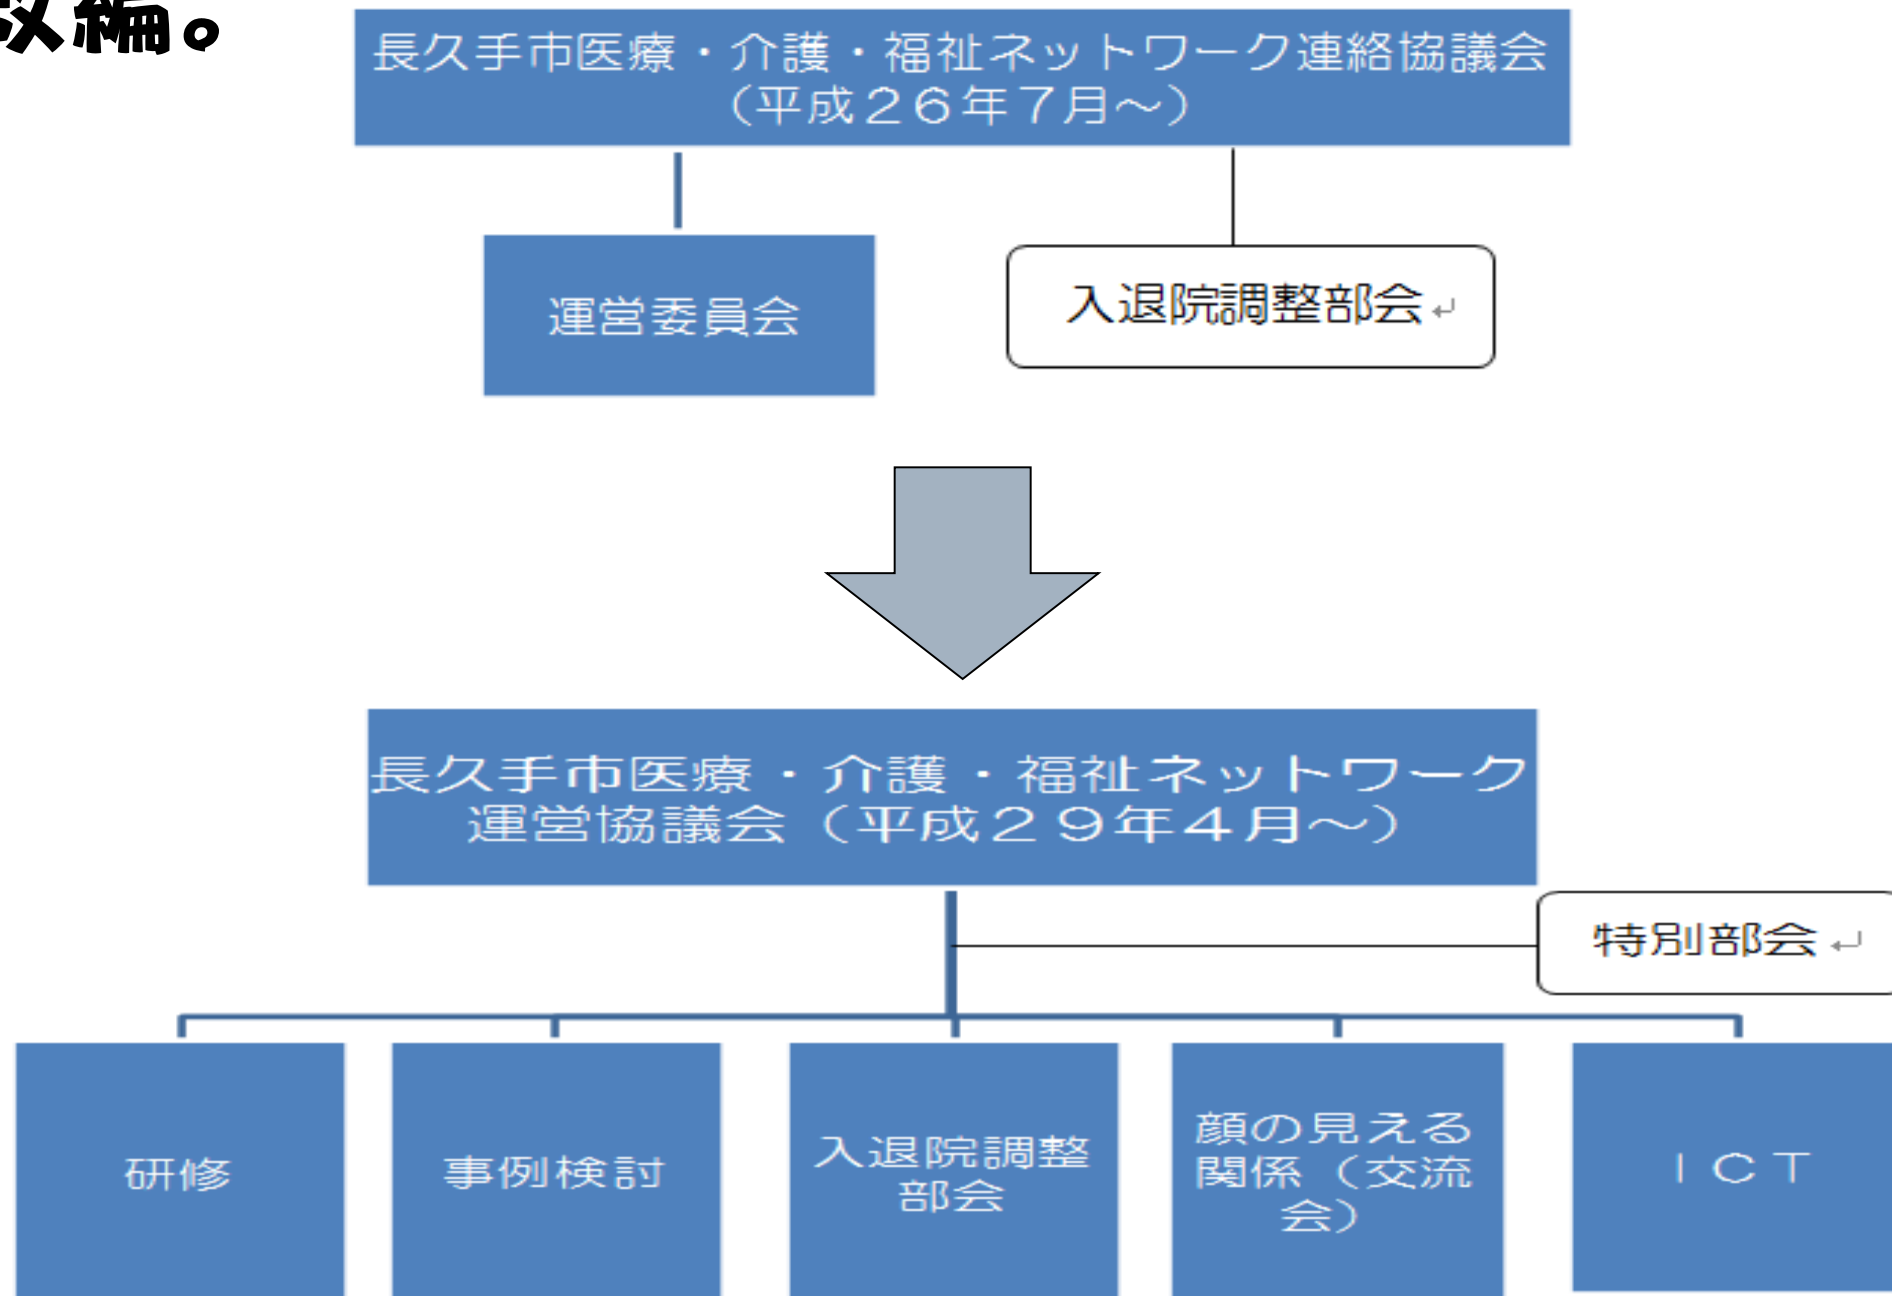 改編。
長久手市医療・介護・福祉ネットワーク連絡協議会
（平成２６年７月～）
運営委員会
入退院調整部会
長久手市医療・介護・福祉ネットワーク
運営協議会（平成２９年４月～）
特別部会
研修
事例検討
入退院調整
部会
顔の見える
関係（交流
会）
ＩＣＴ